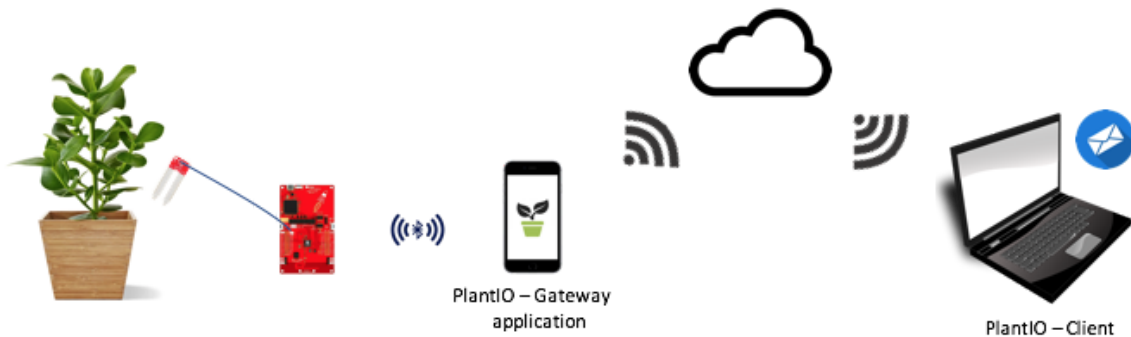 PlantIO – Gateway
application
PlantIO – Client